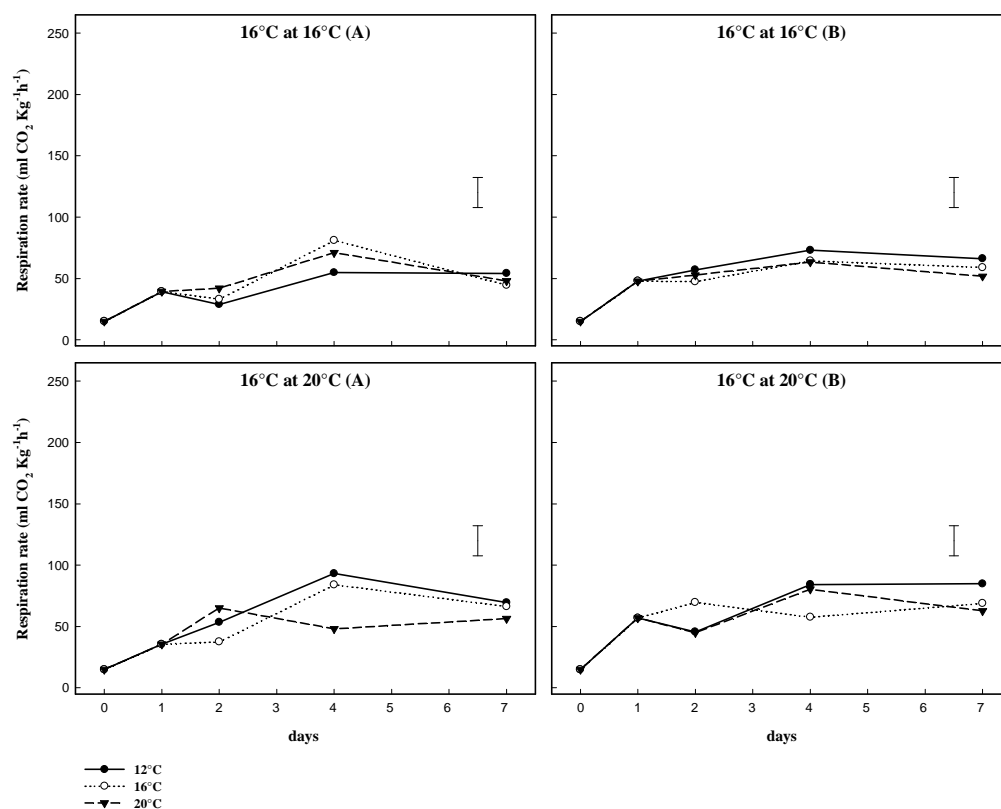 16°C at 16°C (A)
16°C at 16°C (B)
250
200
150
100
50
0
Respiration rate (ml CO₂ Kg⁻¹h⁻¹)
16°C at 20°C (A)
16°C at 20°C (B)
250
200
150
100
50
0
Respiration rate (ml CO₂ Kg⁻¹h⁻¹)
0 1 2 3 4 5 6 7
0 1 2 3 4 5 6 7
days
days
12°C
16°C
20°C